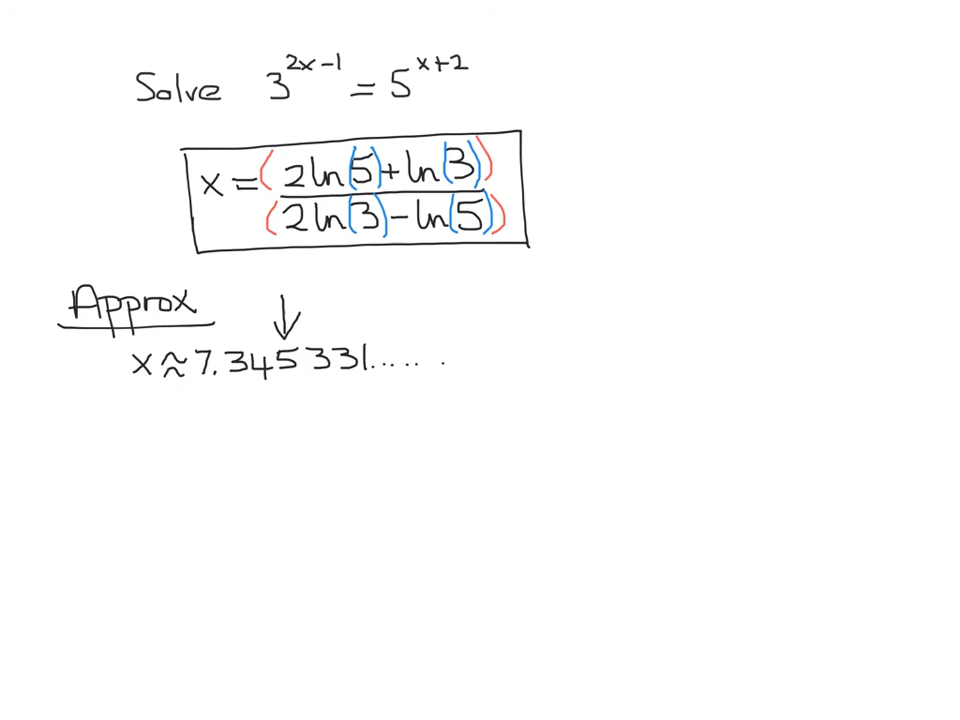 Solve 3^(2x-1) = 5^(x+2)
x = (2ln(5)+ln(3))/(2ln(3)-ln(5))
Approx ↓
x ≈ 7.345331..... .